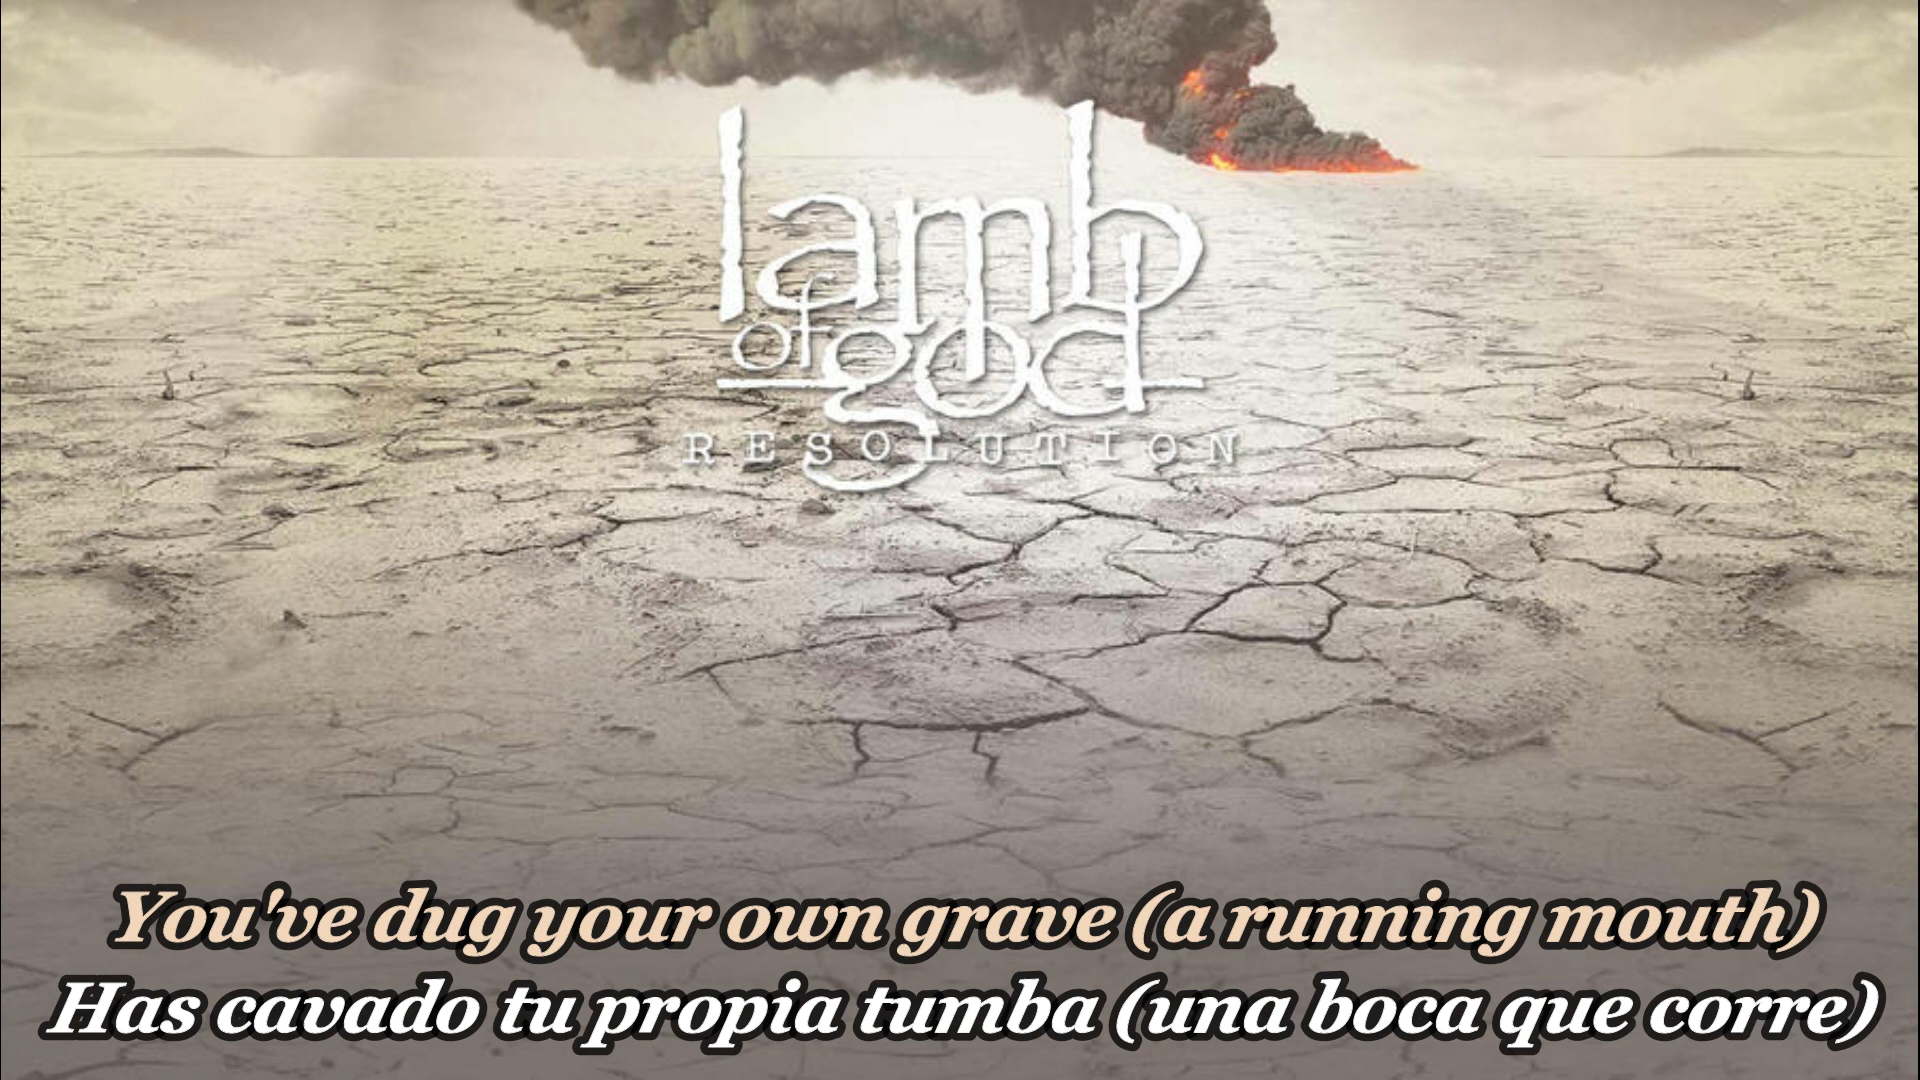 lamb
of god
RESOLUTION
You've dug your own grave (a running mouth)
Has cavado tu propia tumba (una boca que corre)